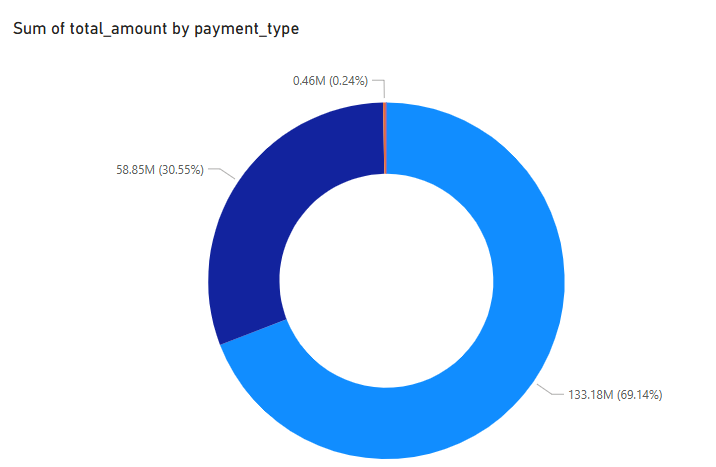 Sum of total_amount by payment_type
0.46M (0.24%)
58.85M (30.55%)
133.18M (69.14%)